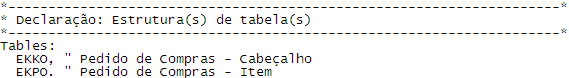 *----------------------------------------------------------------------*
* Declaração: Estrutura(s) de tabela(s)
*----------------------------------------------------------------------*
Tables:
  EKKO, " Pedido de Compras - Cabeçalho
  EKPO. " Pedido de Compras - Item